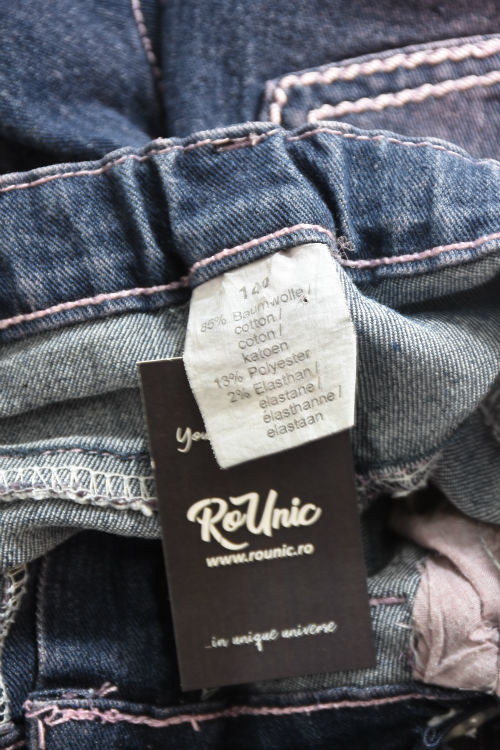 85% Baumwolle /
cotton /
coton /
katoen
13% Polyester
2% Elasthan /
elastane /
elasthanne /
elastaan
RoUnic
www.rounic.ro
...in unique universe